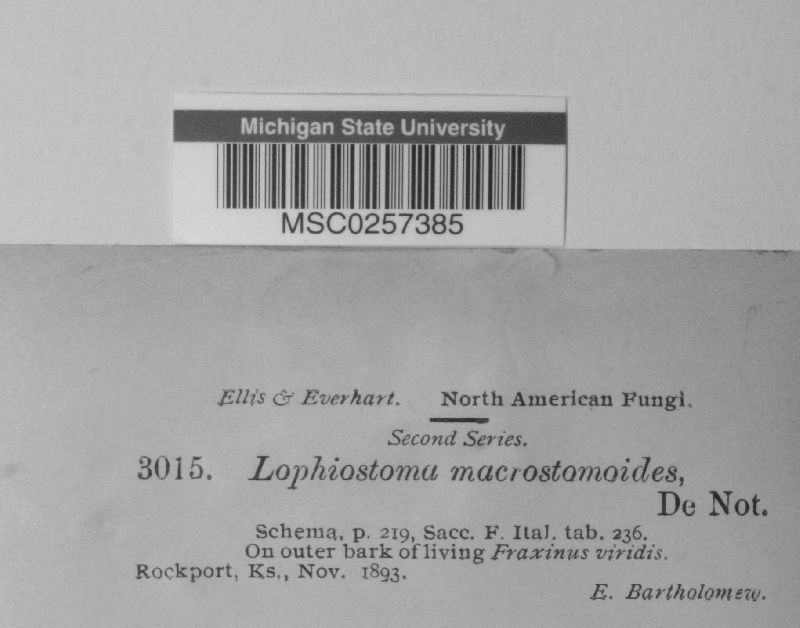 Michigan State University
MSC0257385
Ellis & Everhart. North American Fungi.
Second Series.
3015. Lophiostoma macrostomoides,
De Not.
Schema, p. 219, Sacc. F. Ital. tab. 236.
On outer bark of living Fraxinus viridis.
Rockport, Ks., Nov. 1893.
E. Bartholomew.